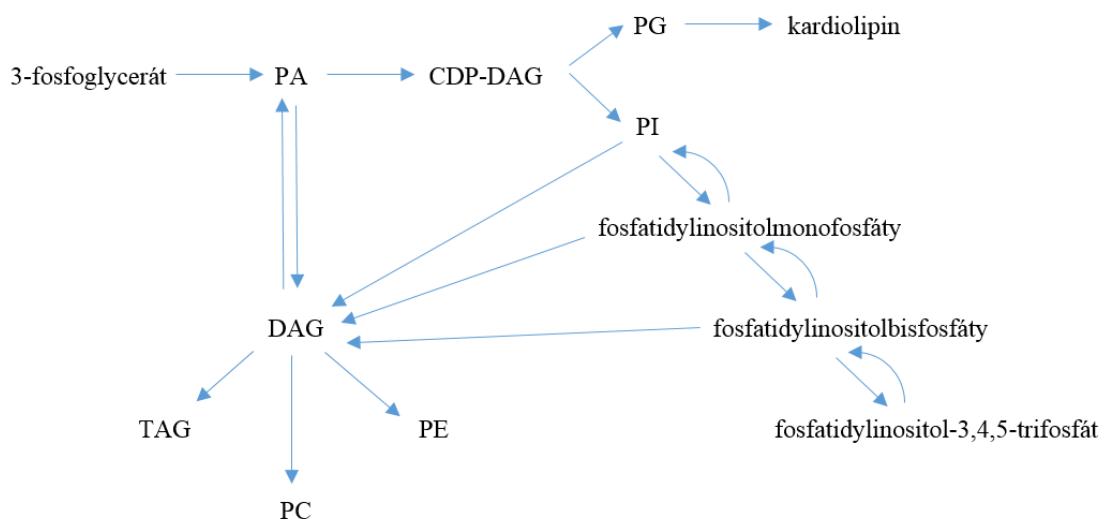 PG
kardiolipin
3-fosfoglycerát
PA
CDP-DAG
PI
fosfatidylinositolmonofosfáty
DAG
fosfatidylinositolbisfosfáty
TAG
PE
fosfatidylinositol-3,4,5-trifosfát
PC